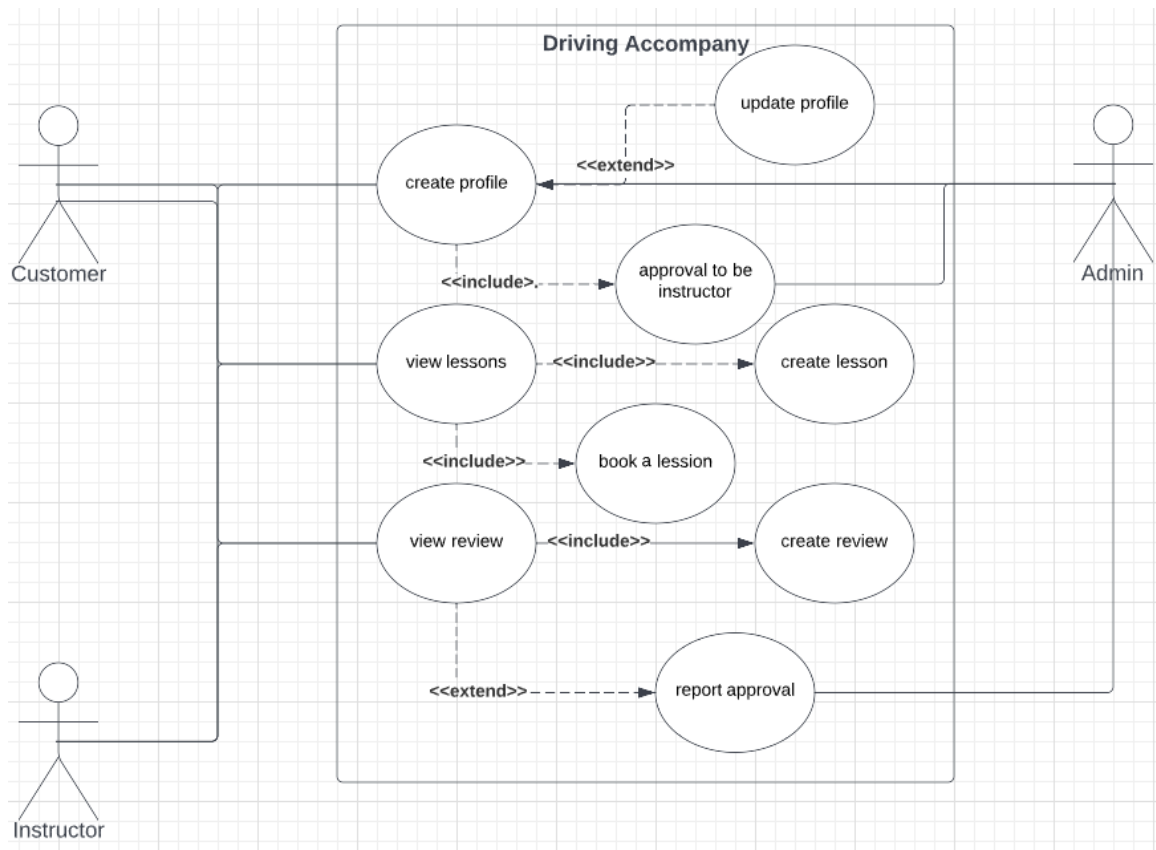 Driving Accompany
update profile
<<extend>>
create profile
Customer
Admin
<<include>.
approval to be
instructor
view lessons
<<include>>
create lesson
<<include>>
book a lession
view review
<<include>>
create review
<<extend>>
report approval
Instructor